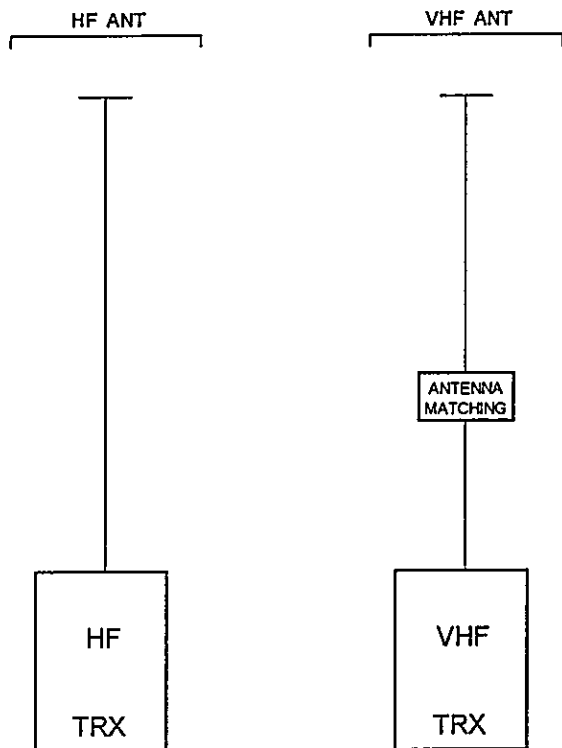 HF ANT
VHF ANT
ANTENNA
MATCHING
HF
TRX
VHF
TRX